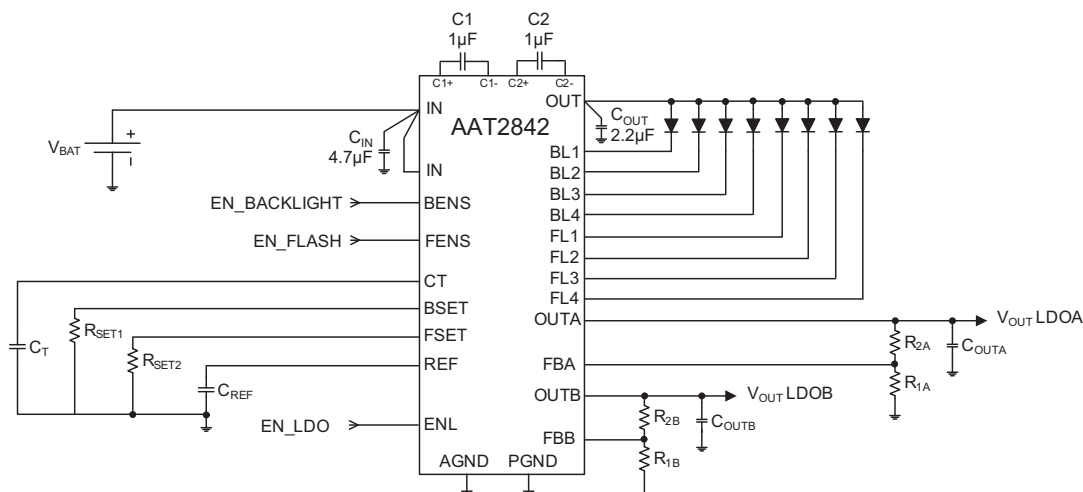 C1
1µF
C2
1µF
C1+
C1-
C2+
C2-
IN
OUT
AAT2842
C_IN
4.7µF
C_OUT
2.2µF
V_BAT
+
IN
BL1
BL2
BL3
BL4
EN_BACKLIGHT
BENS
EN_FLASH
FENS
FL1
FL2
FL3
FL4
CT
BSET
FSET
REF
R_SET1
R_SET2
C_T
C_REF
OUTA
V_OUT LDOA
R_2A
C_OUTA
FBA
R_1A
OUTB
V_OUT LDOB
R_2B
C_OUTB
EN_LDO
ENL
FBB
R_1B
AGND
PGND